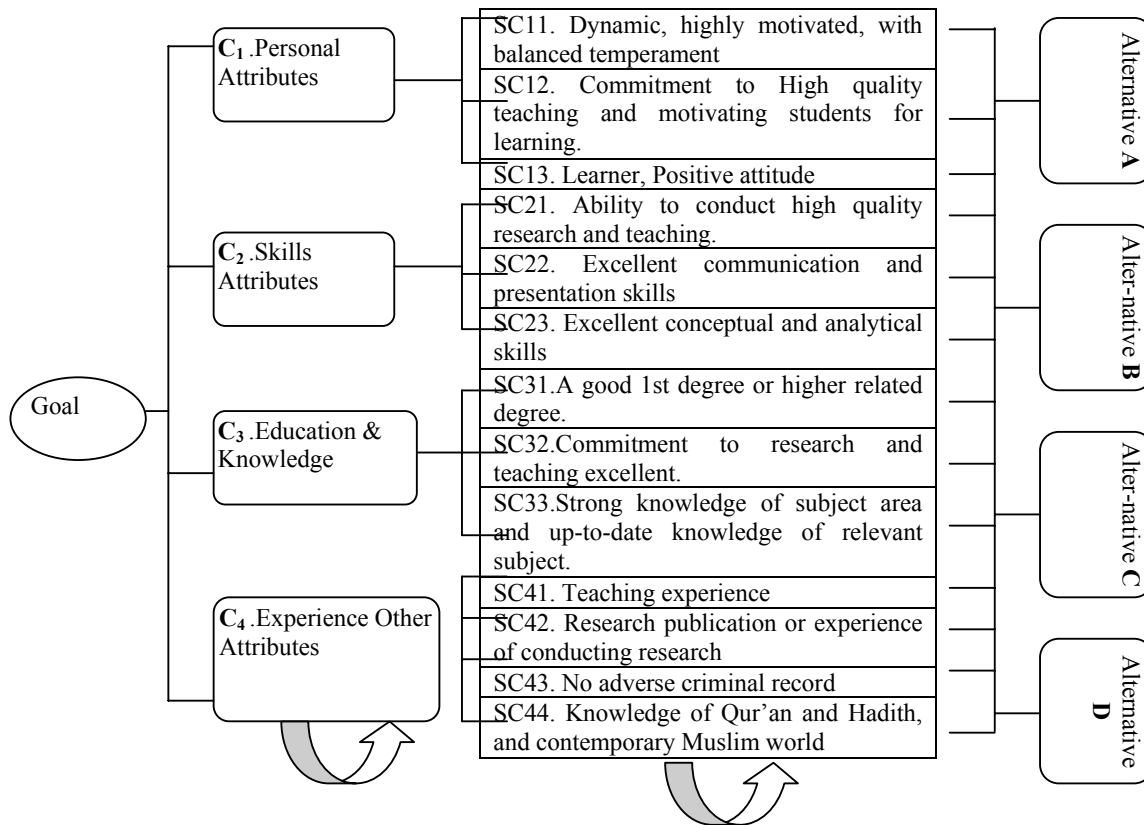 Goal
C1 .Personal
Attributes
C2 .Skills
Attributes
C3 .Education &
Knowledge
C4 .Experience Other
Attributes
SC11. Dynamic, highly motivated, with
balanced temperament
SC12. Commitment to High quality
teaching and motivating students for
learning.
SC13. Learner, Positive attitude
SC21. Ability to conduct high quality
research and teaching.
SC22. Excellent communication and
presentation skills
SC23. Excellent conceptual and analytical
skills
SC31.A good 1st degree or higher related
degree.
SC32.Commitment to research and
teaching excellent.
SC33.Strong knowledge of subject area
and up-to-date knowledge of relevant
subject.
SC41. Teaching experience
SC42. Research publication or experience
of conducting research
SC43. No adverse criminal record
SC44. Knowledge of Qur’an and Hadith,
and contemporary Muslim world
Alternative A
Alter-native B
Alter-native C
Alternative
D